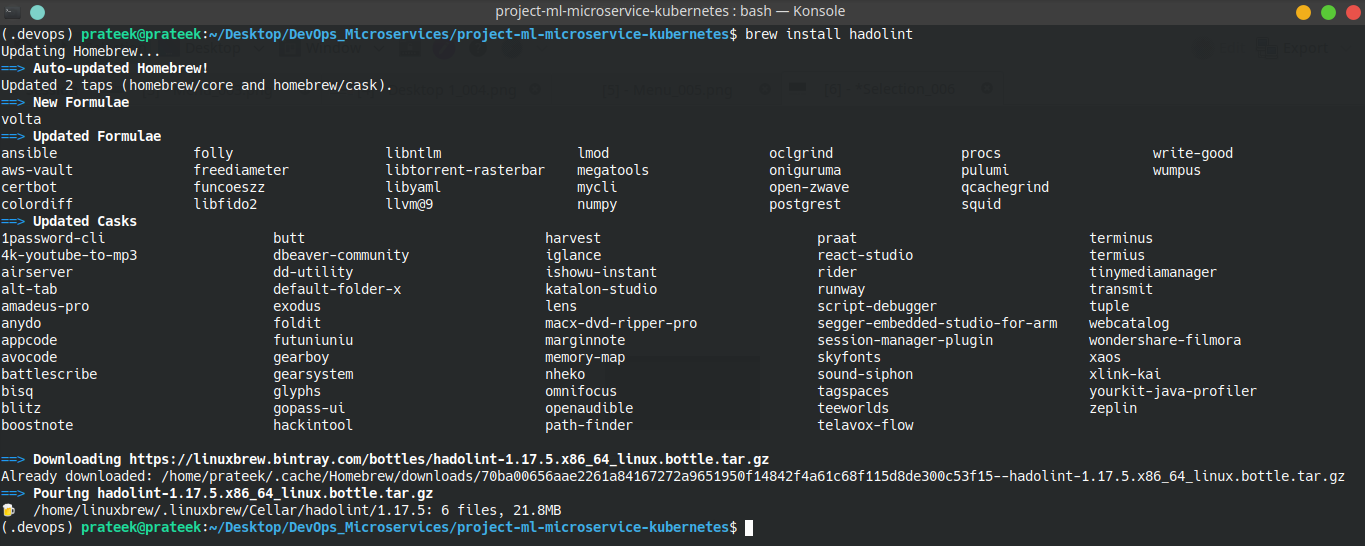 project-ml-microservice-kubernetes : bash — Konsole
(.devops) prateek@prateek:~/Desktop/DevOps_Microservices/project-ml-microservice-kubernetes$ brew install hadolint
Updating Homebrew...
==> Auto-updated Homebrew!
Updated 2 taps (homebrew/core and homebrew/cask).
==> New Formulae
volta
==> Updated Formulae
ansible folly libntlm lmod oclgrind procs write-good
aws-vault freediameter libtorrent-rasterbar megatools oniguruma pulumi wumpus
certbot funcoeszz libyaml mycli open-zwave qcachegrind
colordiff libfido2 llvm@9 numpy postgrest squid
==> Updated Casks
1password-cli butt harvest praat terminus
4k-youtube-to-mp3 dbeaver-community iglance react-studio termius
airserver dd-utility ishowu-instant rider tinymediamanager
alt-tab default-folder-x katalon-studio runway transmit
amadeus-pro exodus lens script-debugger tuple
anydo foldit macx-dvd-ripper-pro segger-embedded-studio-for-arm webcatalog
appcode futuniuniu marginnote session-manager-plugin wondershare-filmora
avocode gearboy memory-map skyfonts xaos
battlescribe gearsystem nheko sound-siphon xlink-kai
bisq glyphs omnifocus tagspaces yourkit-java-profiler
blitz gopass-ui openaudible teeworlds zeplin
boostnote hackintool path-finder telavox-flow
==> Downloading https://linuxbrew.bintray.com/bottles/hadolint-1.17.5.x86_64_linux.bottle.tar.gz
Already downloaded: /home/prateek/.cache/Homebrew/downloads/70ba00656aae2261a84167272a9651950f14842f4a61c68f115d8de300c53f15--hadolint-1.17.5.x86_64_linux.bottle.tar.gz
==> Pouring hadolint-1.17.5.x86_64_linux.bottle.tar.gz
🍺 /home/linuxbrew/.linuxbrew/Cellar/hadolint/1.17.5: 6 files, 21.8MB
(.devops) prateek@prateek:~/Desktop/DevOps_Microservices/project-ml-microservice-kubernetes$